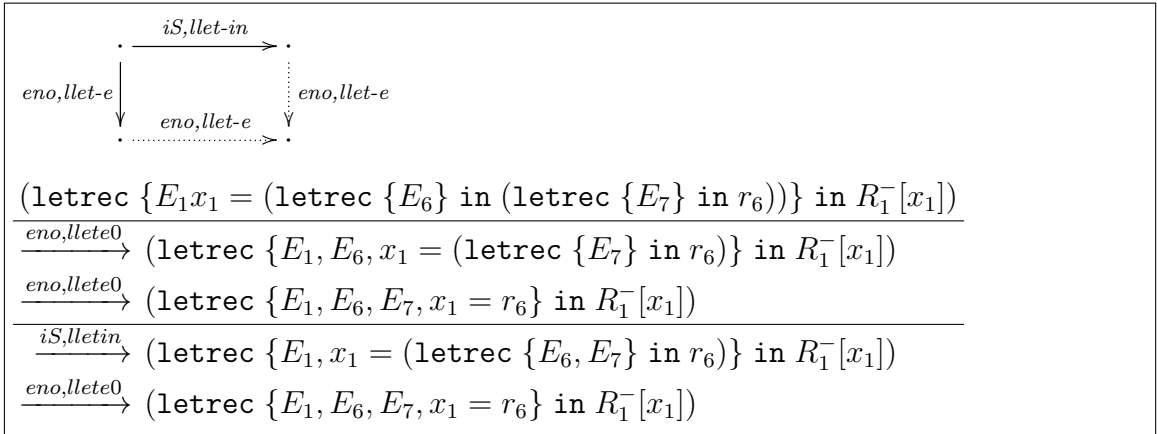 iS,llet-in
eno,llet-e eno,llet-e
eno,llet-e
(letrec {E₁x₁ = (letrec {E₆} in (letrec {E₇} in r₆))} in R₁⁻[x₁])
eno,llete0 (letrec {E₁, E₆, x₁ = (letrec {E₇} in r₆)} in R₁⁻[x₁])
eno,llete0 (letrec {E₁, E₆, E₇, x₁ = r₆} in R₁⁻[x₁])
iS,lletin (letrec {E₁, x₁ = (letrec {E₆, E₇} in r₆)} in R₁⁻[x₁])
eno,llete0 (letrec {E₁, E₆, E₇, x₁ = r₆} in R₁⁻[x₁])